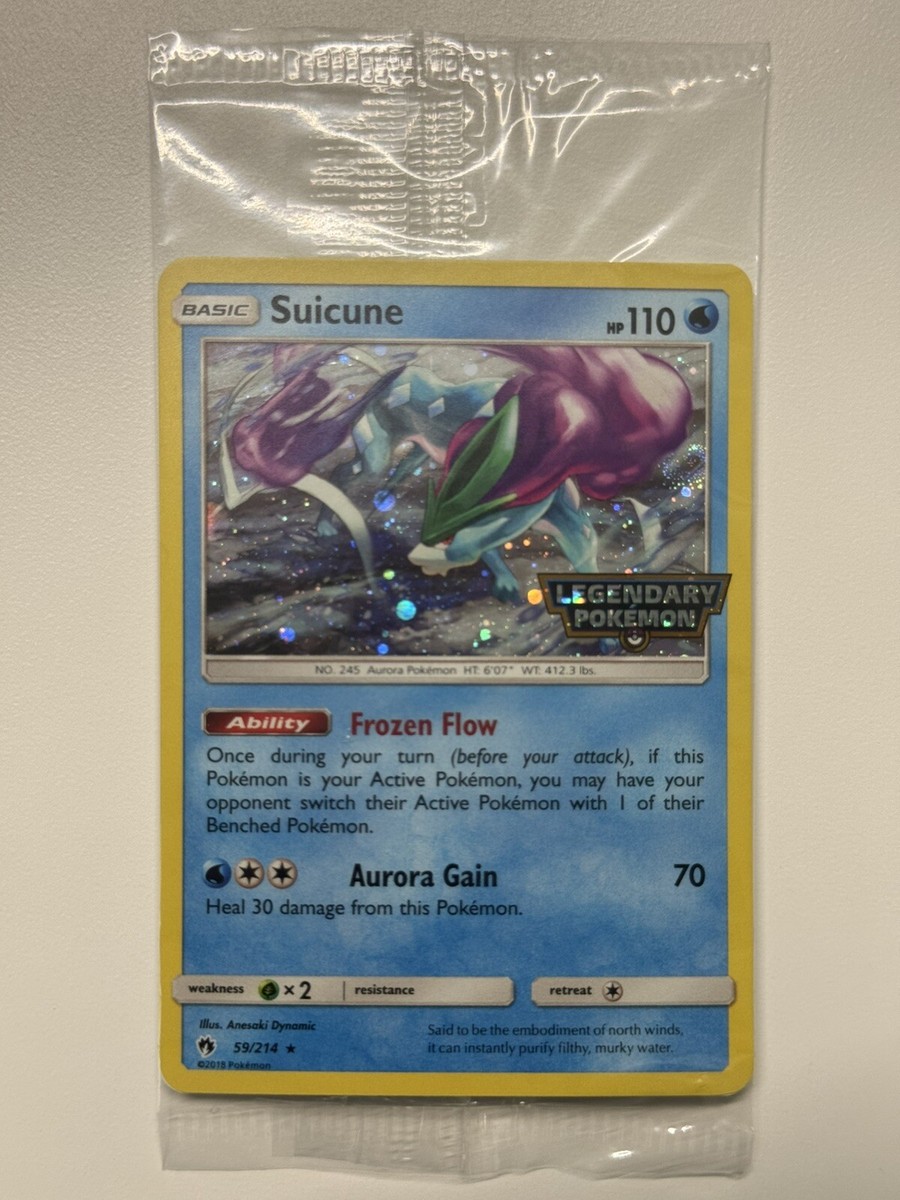 BASIC Suicune HP 110
LEGENDARY
POKÉMON
NO. 245 Aurora Pokémon HT: 6'07" WT: 412.3 lbs.
Ability Frozen Flow
Once during your turn (before your attack), if this
Pokémon is your Active Pokémon, you may have your
opponent switch their Active Pokémon with 1 of their
Benched Pokémon.
Aurora Gain 70
Heal 30 damage from this Pokémon.
weakness ×2 resistance retreat
Illus. Anesaki Dynamic
59/214 ★
©2018 Pokémon
Said to be the embodiment of north winds,
it can instantly purify filthy, murky water.